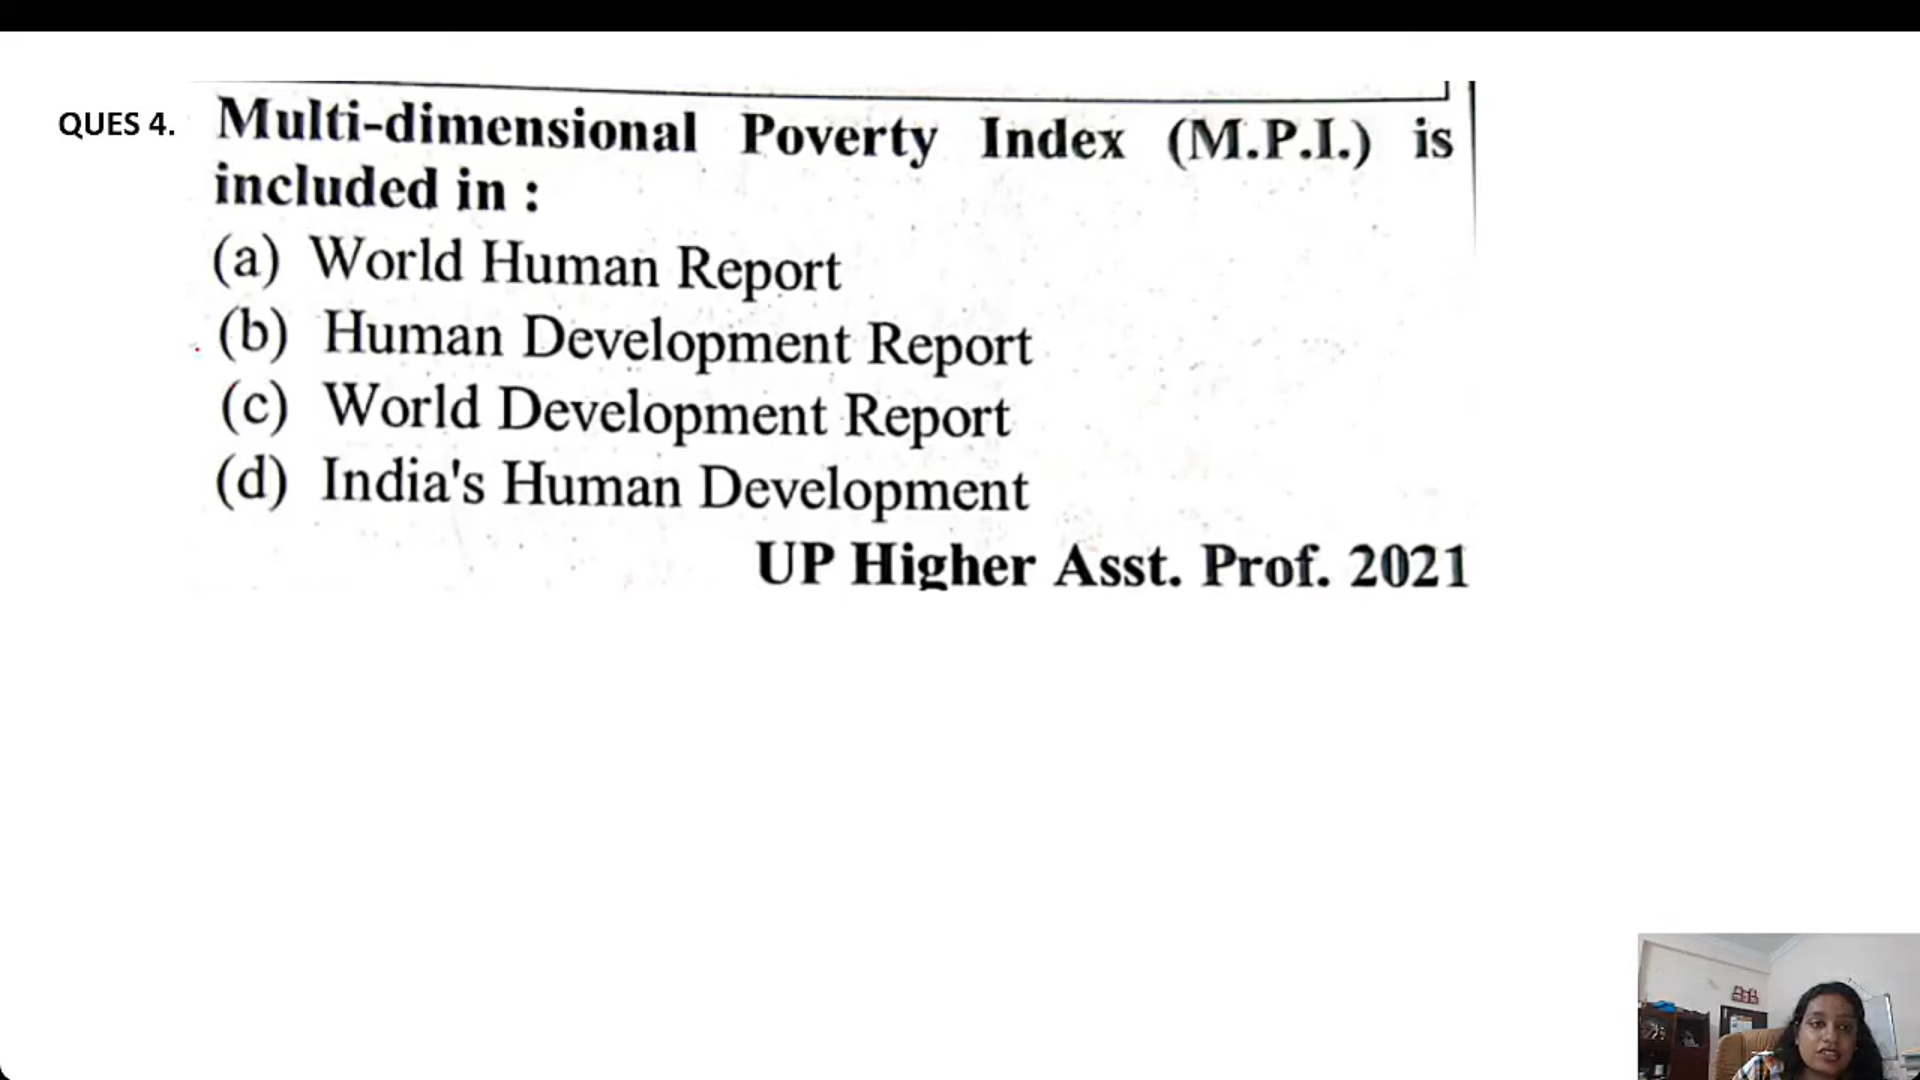 QUES 4. Multi-dimensional Poverty Index (M.P.I.) is
included in :
(a) World Human Report
(b) Human Development Report
(c) World Development Report
(d) India's Human Development
UP Higher Asst. Prof. 2021